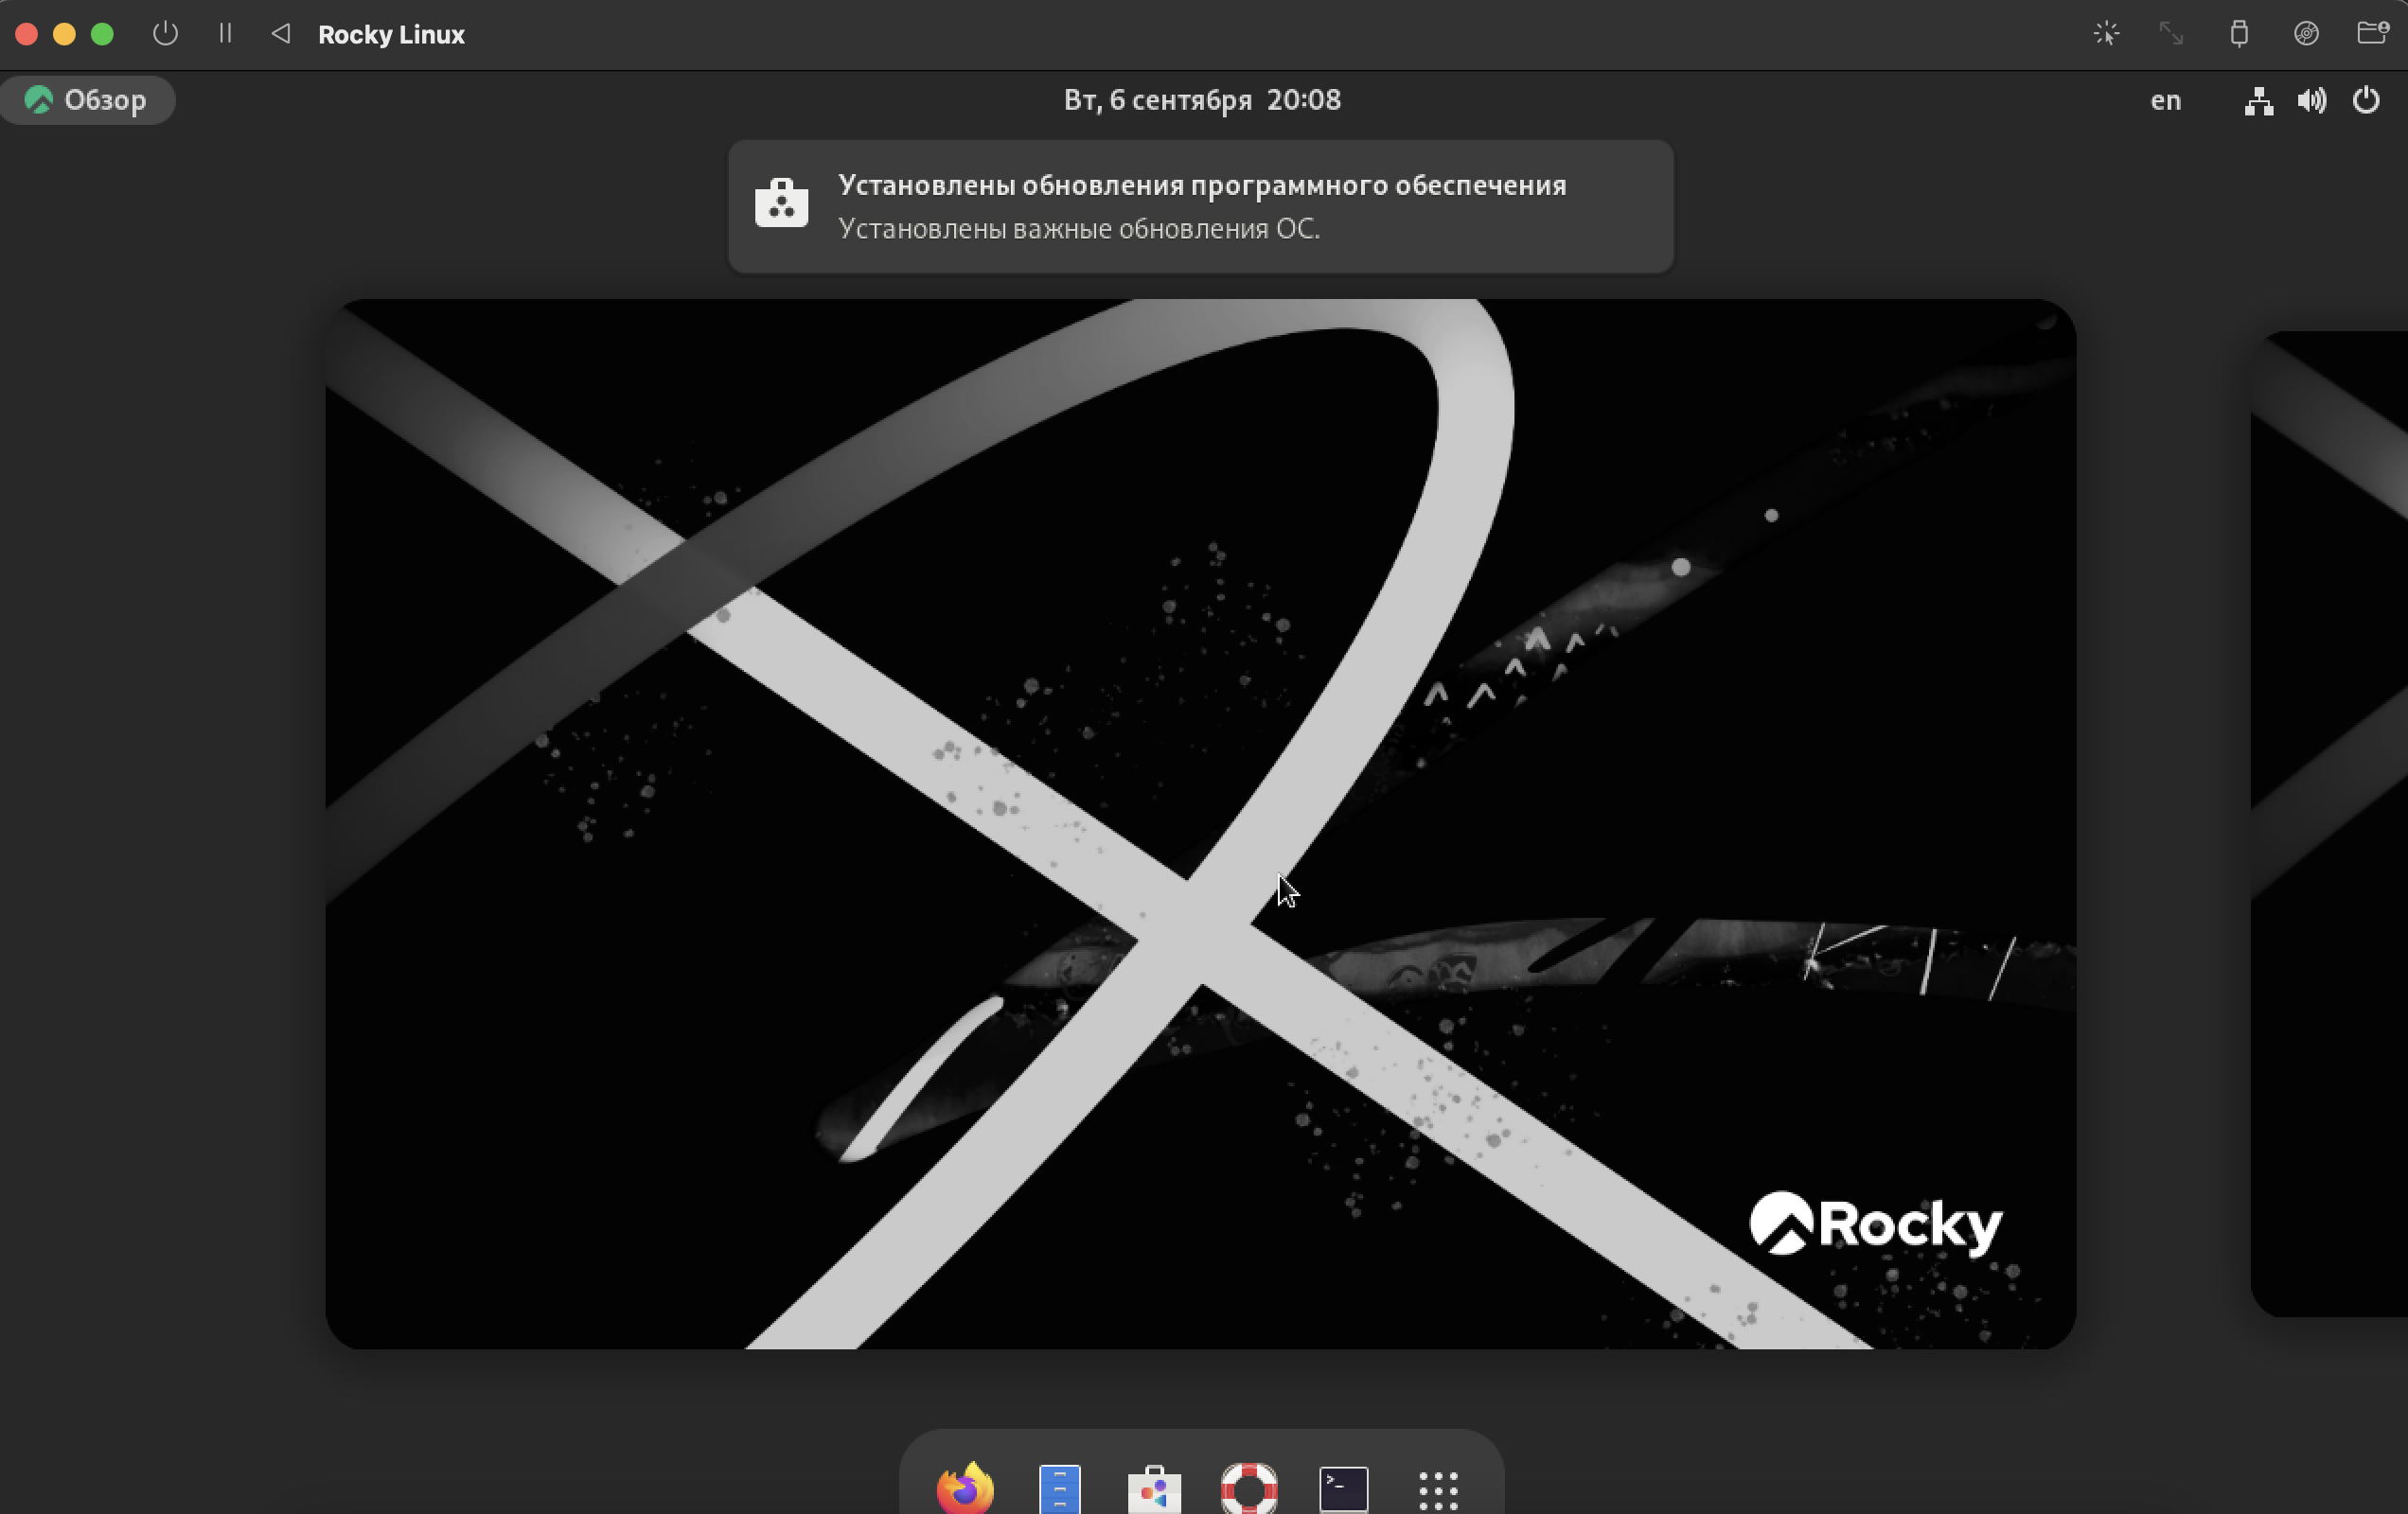 Rocky Linux
Обзор
Вт, 6 сентября 20:08
en
Установлены обновления программного обеспечения
Установлены важные обновления ОС.
Rocky
>_